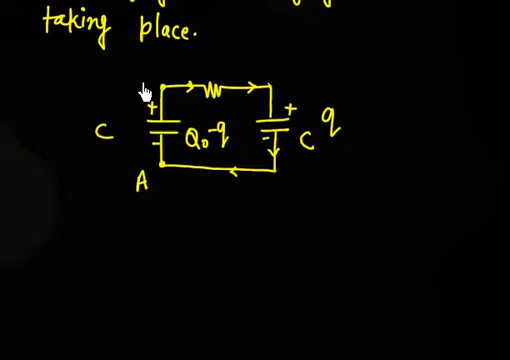 taking place.
+ +
C Q₀-q C q
- -
A